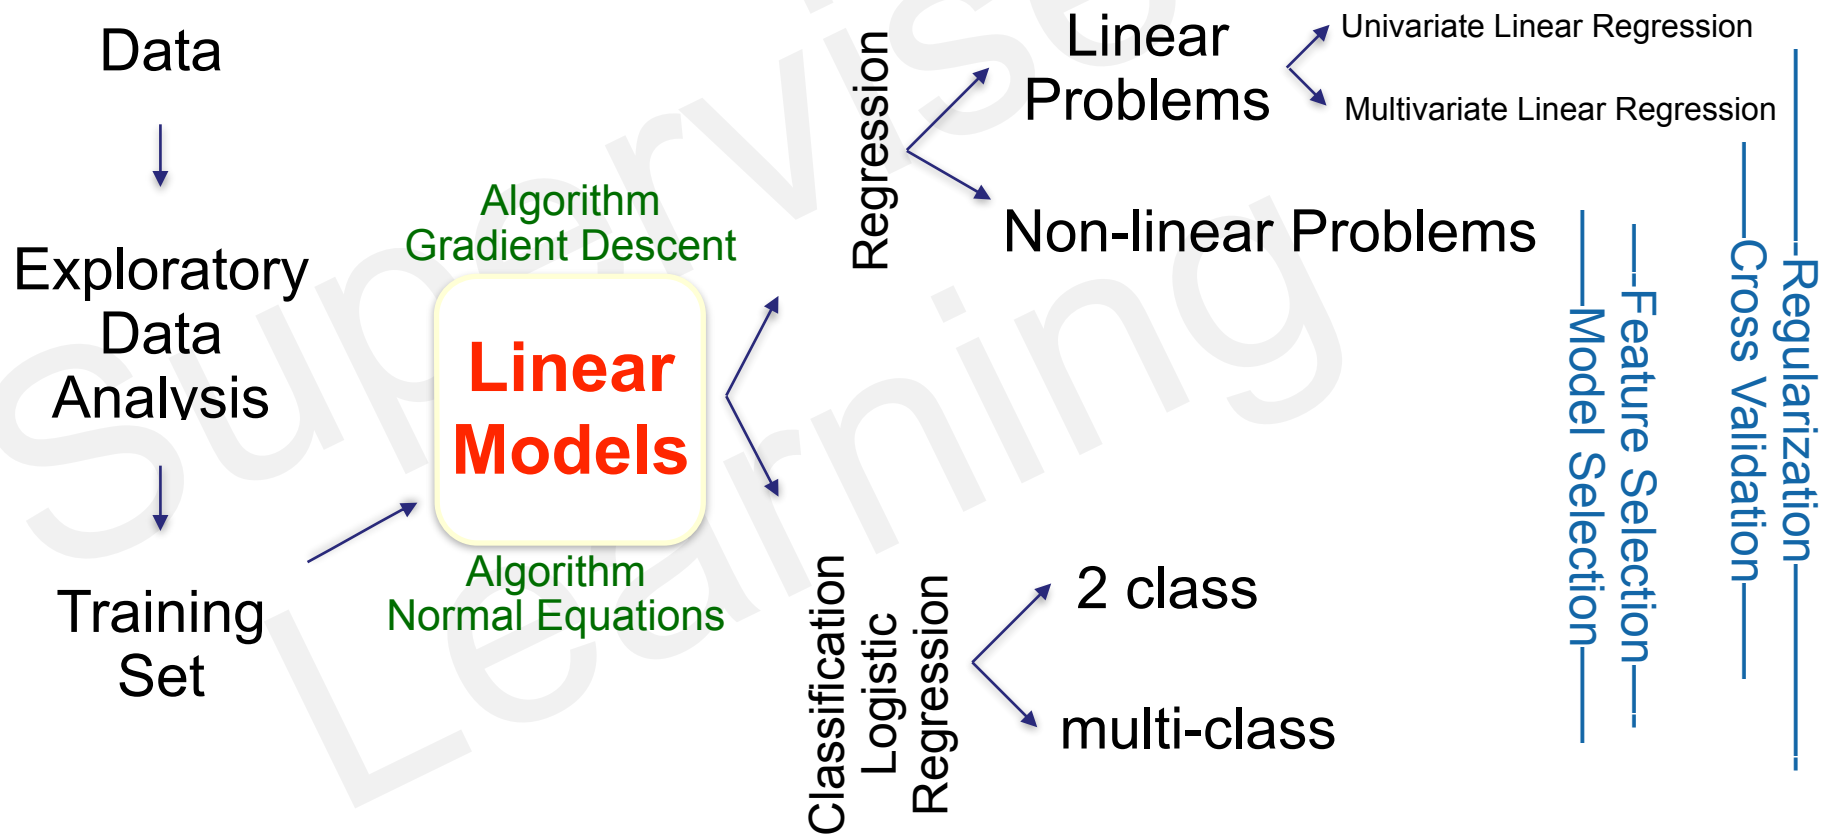 Data
Exploratory
Data
Analysis
Training
Set
Algorithm
Gradient Descent
Linear
Models
Algorithm
Normal Equations
Regression
Linear
Problems
Univariate Linear Regression
Multivariate Linear Regression
Non-linear Problems
Classification
Logistic
Regression
2 class
multi-class
Model Selection
Feature Selection
Cross Validation
Regularization
Supervised
Learning